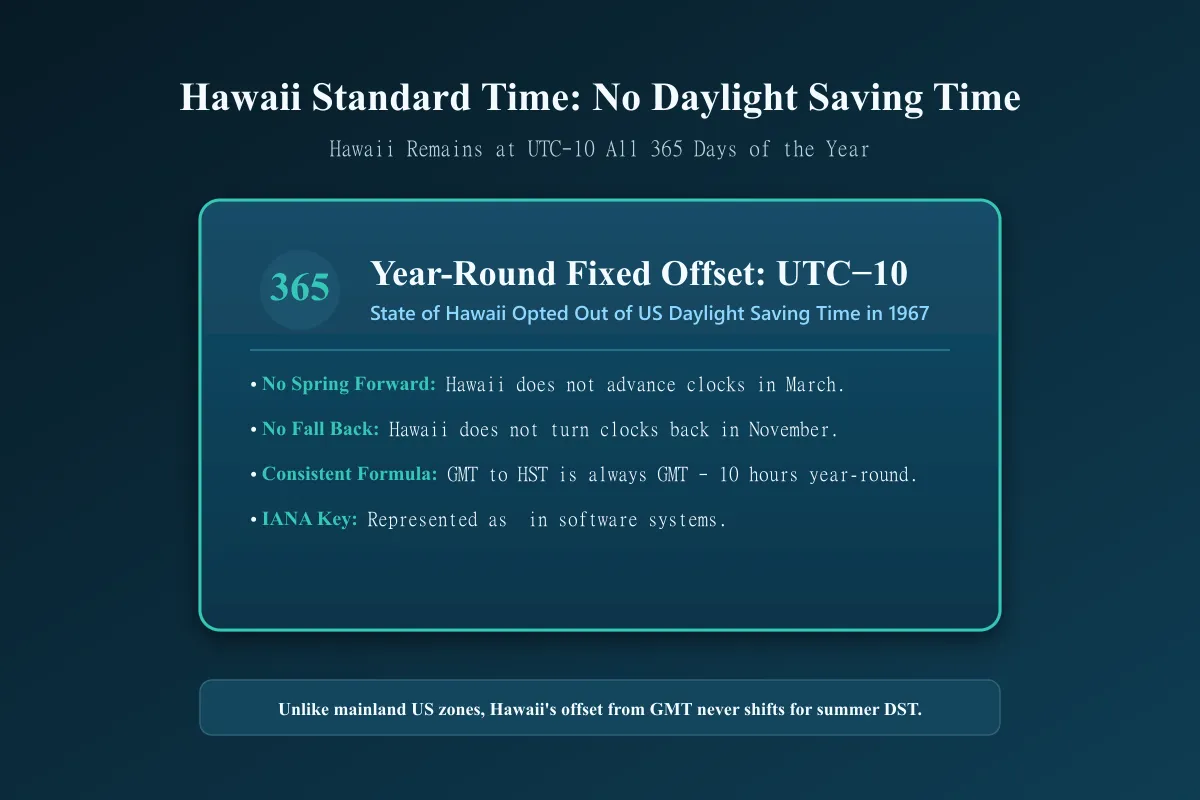 Hawaii Standard Time: No Daylight Saving Time
Hawaii Remains at UTC-10 All 365 Days of the Year
365
Year-Round Fixed Offset: UTC−10
State of Hawaii Opted Out of US Daylight Saving Time in 1967
• No Spring Forward: Hawaii does not advance clocks in March.
• No Fall Back: Hawaii does not turn clocks back in November.
• Consistent Formula: GMT to HST is always GMT - 10 hours year-round.
• IANA Key: Represented as  in software systems.
Unlike mainland US zones, Hawaii's offset from GMT never shifts for summer DST.